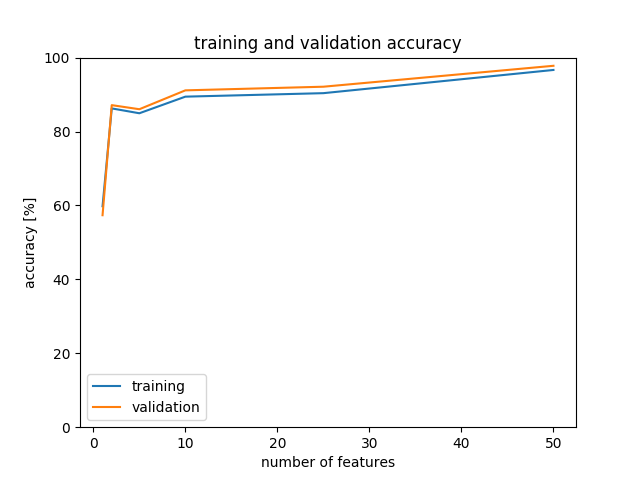 training and validation accuracy
accuracy [%]
100
80
60
40
20
0
training
validation
0 10 20 30 40 50
number of features